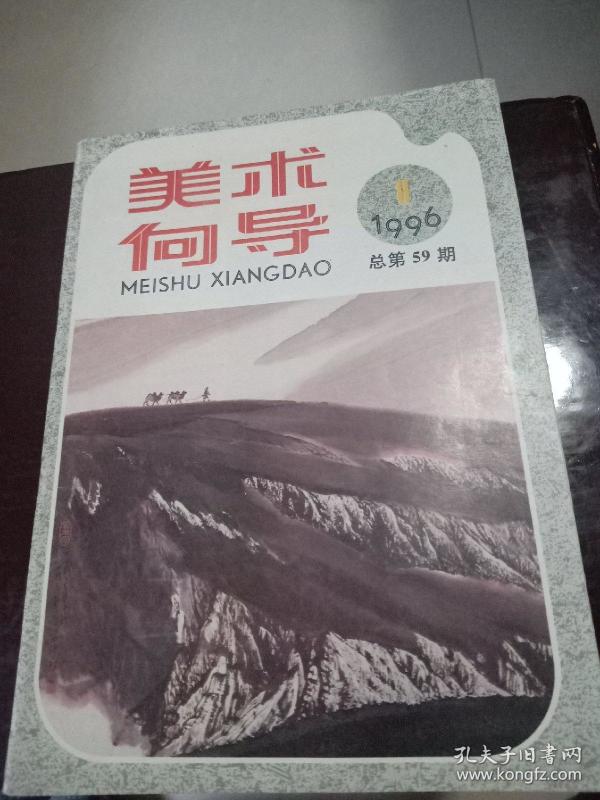 美术
向导
MEISHU XIANGDAO
1
1996
总第 59 期
孔夫子旧书网
www.kongfz.com